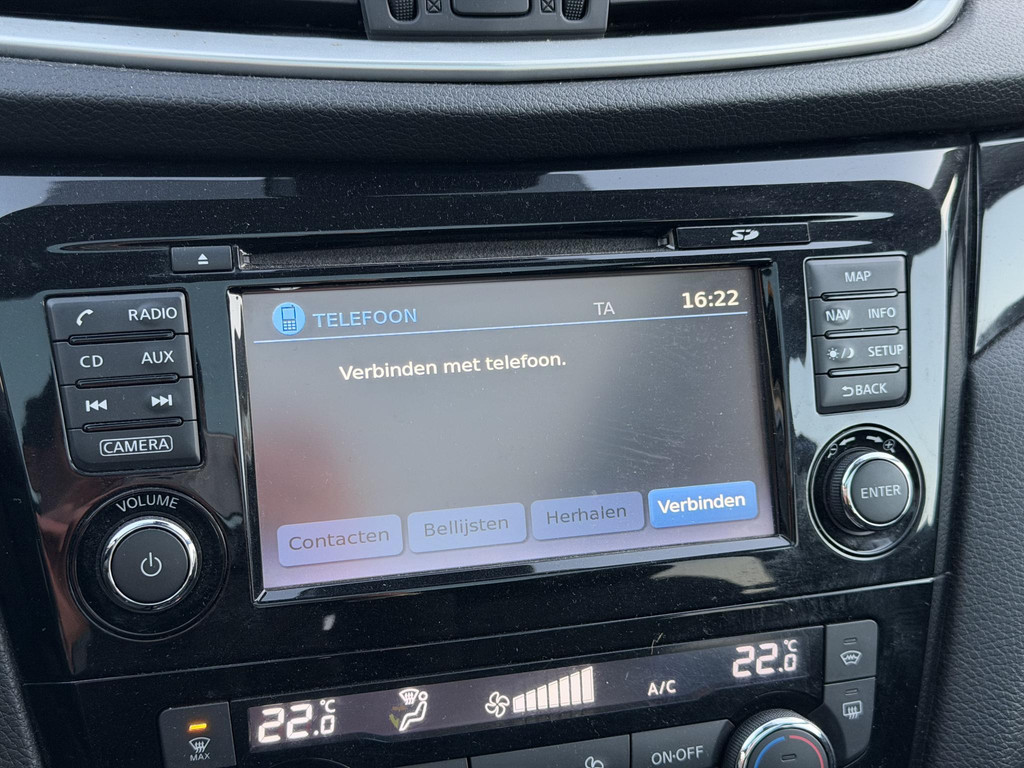 SD
MAP
RADIO
CD AUX
CAMERA
VOLUME
TELEFOON TA 16:22
Verbinden met telefoon.
Contacten Bellijsten Herhalen Verbinden
NAV INFO
SETUP
BACK
ENTER
22.0°C A/C 22.0°C
MAX
ON·OFF